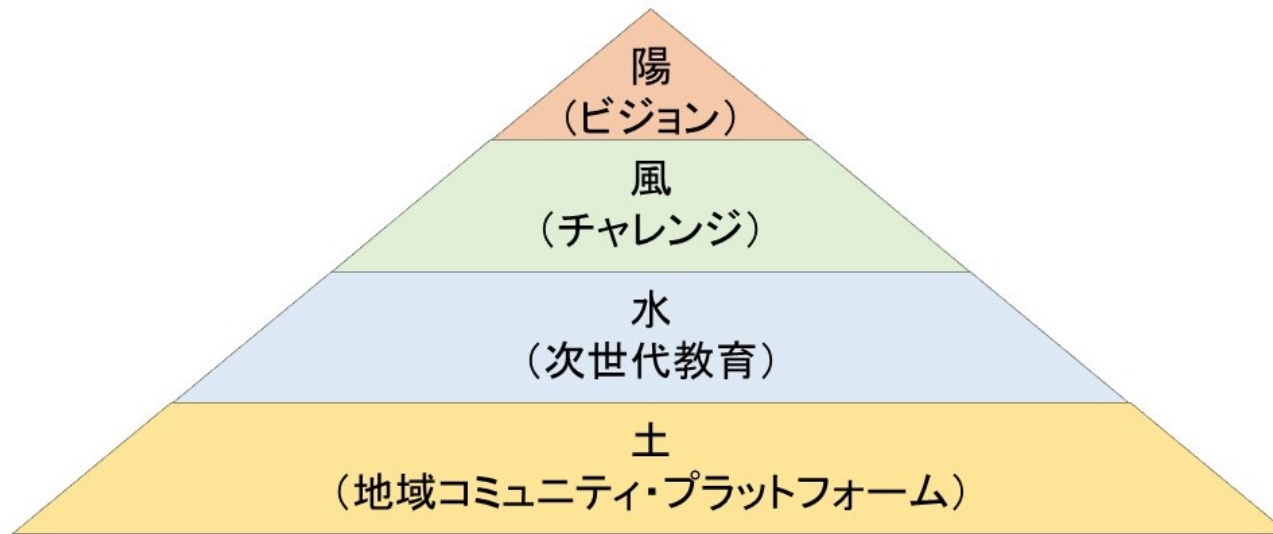 陽
（ビジョン）
風
（チャレンジ）
水
（次世代教育）
土
（地域コミュニティ・プラットフォーム）